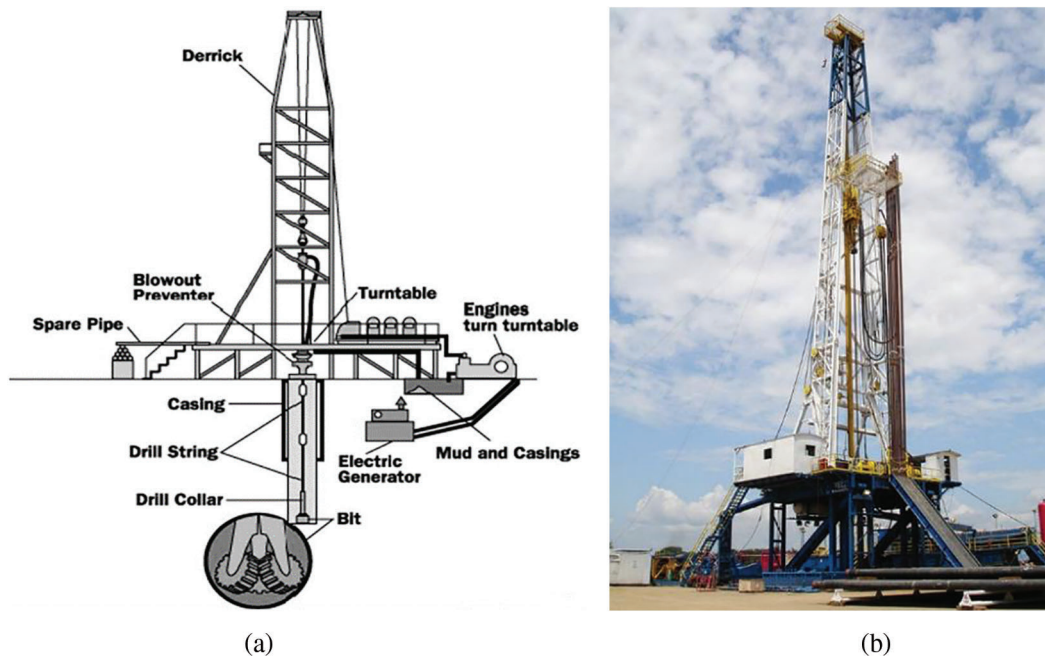 Derrick
Blowout
Preventer
Turntable
Engines
turn turntable
Spare Pipe
Casing
Drill String
Electric
Generator
Mud and Casings
Drill Collar
Bit
(a)
(b)